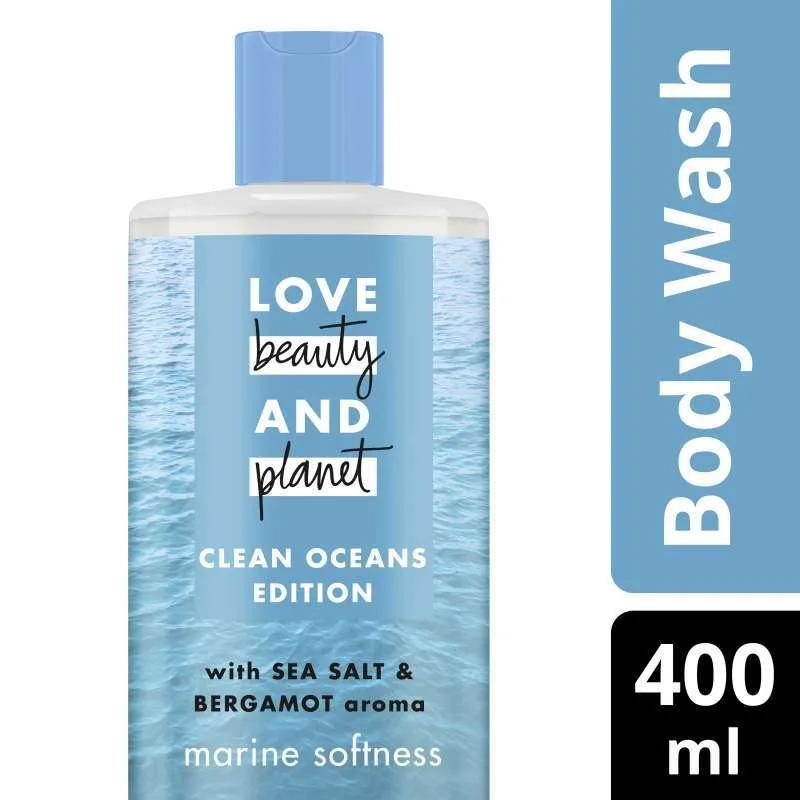 LOVE
beauty
AND
planet
CLEAN OCEANS
EDITION
with SEA SALT &
BERGAMOT aroma
marine softness
Body Wash
400
ml